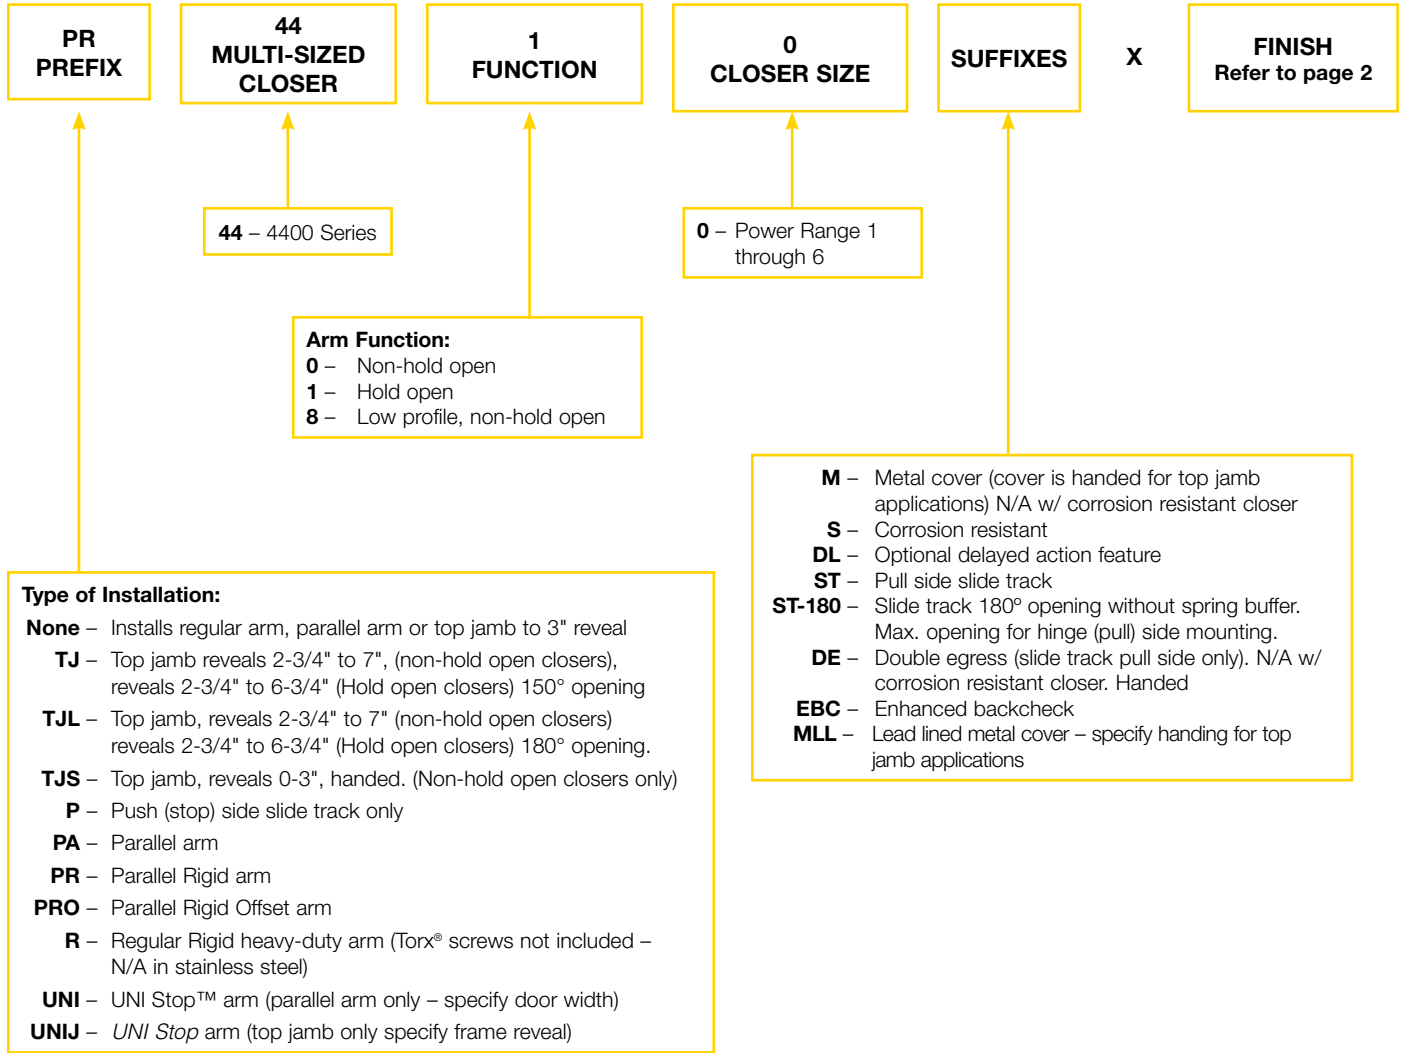 PR
PREFIX
44
MULTI-SIZED
CLOSER
1
FUNCTION
0
CLOSER SIZE
SUFFIXES
X
FINISH
Refer to page 2
44 – 4400 Series
0 – Power Range 1
through 6
Arm Function:
0 – Non-hold open
1 – Hold open
8 – Low profile, non-hold open
M – Metal cover (cover is handed for top jamb
applications) N/A w/ corrosion resistant closer
S – Corrosion resistant
DL – Optional delayed action feature
ST – Pull side slide track
ST-180 – Slide track 180º opening without spring buffer.
Max. opening for hinge (pull) side mounting.
DE – Double egress (slide track pull side only). N/A w/
corrosion resistant closer. Handed
EBC – Enhanced backcheck
MLL – Lead lined metal cover – specify handing for top
jamb applications
Type of Installation:
None – Installs regular arm, parallel arm or top jamb to 3" reveal
TJ – Top jamb reveals 2-3/4" to 7", (non-hold open closers),
reveals 2-3/4" to 6-3/4" (Hold open closers) 150° opening
TJL – Top jamb, reveals 2-3/4" to 7" (non-hold open closers)
reveals 2-3/4" to 6-3/4" (Hold open closers) 180° opening.
TJS – Top jamb, reveals 0-3", handed. (Non-hold open closers only)
P – Push (stop) side slide track only
PA – Parallel arm
PR – Parallel Rigid arm
PRO – Parallel Rigid Offset arm
R – Regular Rigid heavy-duty arm (Torx® screws not included –
N/A in stainless steel)
UNI – UNI Stop™ arm (parallel arm only – specify door width)
UNIJ – UNI Stop arm (top jamb only specify frame reveal)